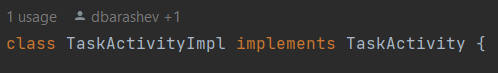 1 usage dbarashev +1
class TaskActivityImpl implements TaskActivity {